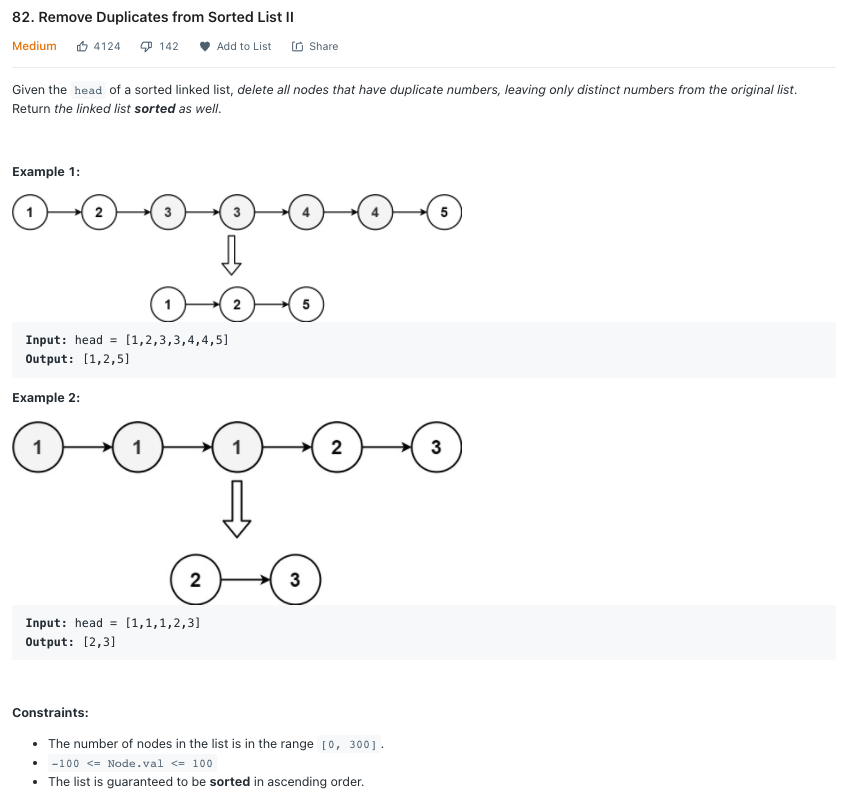 82. Remove Duplicates from Sorted List II
Medium 4124 142 Add to List Share
Given the head of a sorted linked list, delete all nodes that have duplicate numbers, leaving only distinct numbers from the original list.
Return the linked list sorted as well.
Example 1:
1 2 3 3 4 4 5
1 2 5
Input: head = [1,2,3,3,4,4,5]
Output: [1,2,5]
Example 2:
1 1 1 2 3
2 3
Input: head = [1,1,1,2,3]
Output: [2,3]
Constraints:
• The number of nodes in the list is in the range [0, 300].
• -100 <= Node.val <= 100
• The list is guaranteed to be sorted in ascending order.